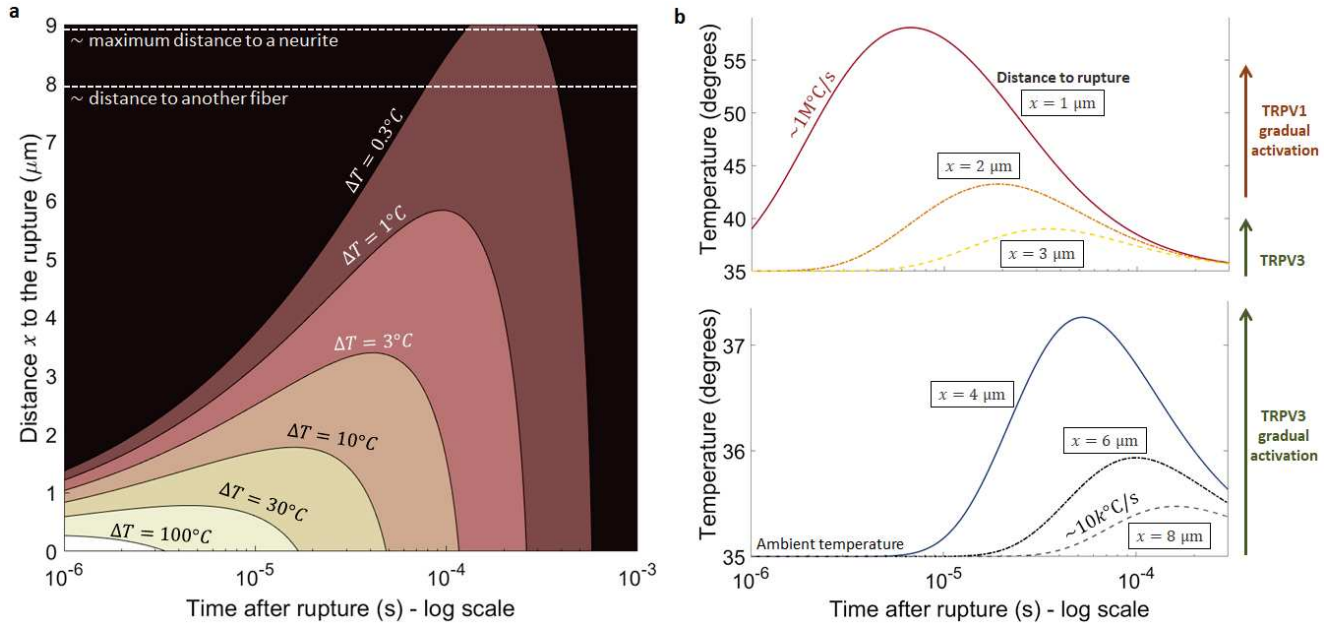 a
9
8
7
6
5
4
3
2
1
0
Distance x to the rupture (μm)
~ maximum distance to a neurite
~ distance to another fiber
ΔT = 0.3°C
ΔT = 1°C
ΔT = 3°C
ΔT = 10°C
ΔT = 30°C
ΔT = 100°C
10⁻⁶
10⁻⁵
10⁻⁴
10⁻³
Time after rupture (s) - log scale
b
55
50
45
40
35
Temperature (degrees)
~1M°C/s
Distance to rupture
x = 1 μm
x = 2 μm
x = 3 μm
TRPV1
gradual
activation
TRPV3
37
36
35
Temperature (degrees)
x = 4 μm
x = 6 μm
~10k°C/s
x = 8 μm
Ambient temperature
TRPV3
gradual
activation
10⁻⁶
10⁻⁵
10⁻⁴
Time after rupture (s) - log scale